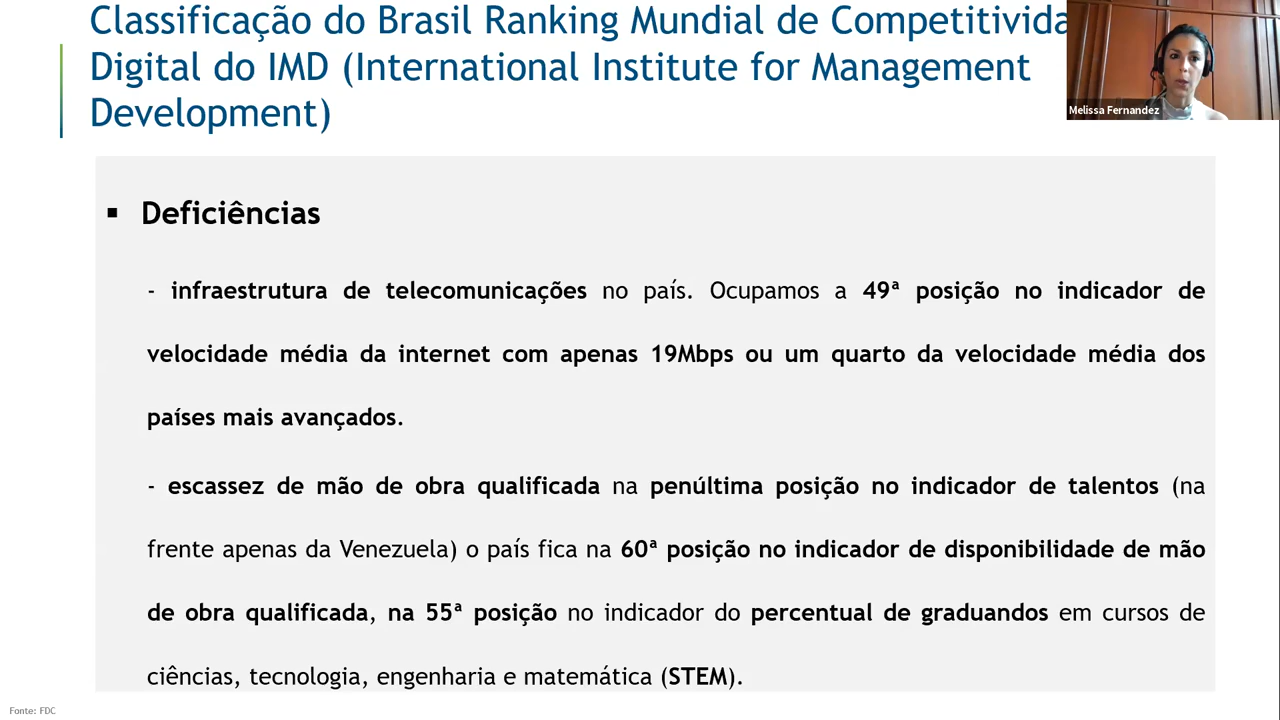 Classificação do Brasil Ranking Mundial de Competitivida
Digital do IMD (International Institute for Management
Development)
Melissa Fernandez
▪ Deficiências
- infraestrutura de telecomunicações no país. Ocupamos a 49ª posição no indicador de
velocidade média da internet com apenas 19Mbps ou um quarto da velocidade média dos
países mais avançados.
- escassez de mão de obra qualificada na penúltima posição no indicador de talentos (na
frente apenas da Venezuela) o país fica na 60ª posição no indicador de disponibilidade de mão
de obra qualificada, na 55ª posição no indicador do percentual de graduandos em cursos de
ciências, tecnologia, engenharia e matemática (STEM).
Fonte: FDC